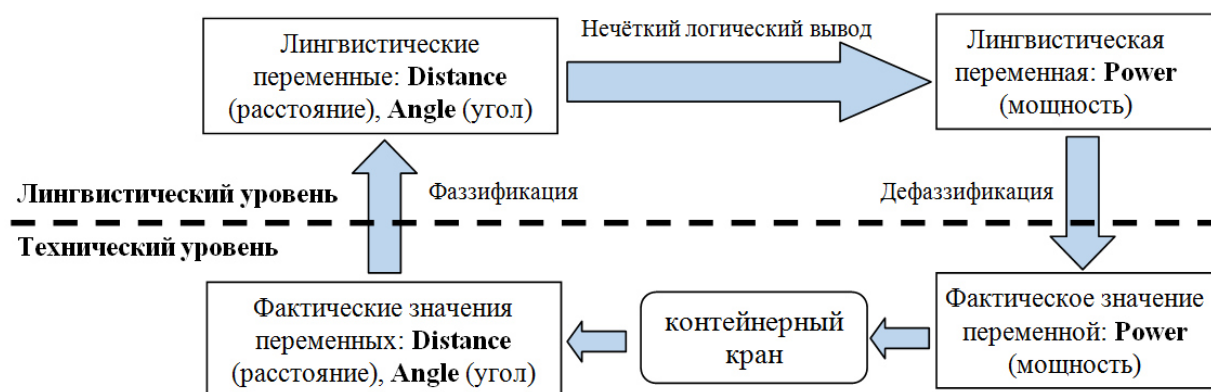 Лингвистические
переменные: Distance
(расстояние), Angle (угол)
Нечёткий логический вывод
Лингвистическая
переменная: Power
(мощность)
Лингвистический уровень
Фаззификация
Дефаззификация
Технический уровень
Фактические значения
переменных: Distance
(расстояние), Angle (угол)
контейнерный
кран
Фактическое значение
переменной: Power
(мощность)